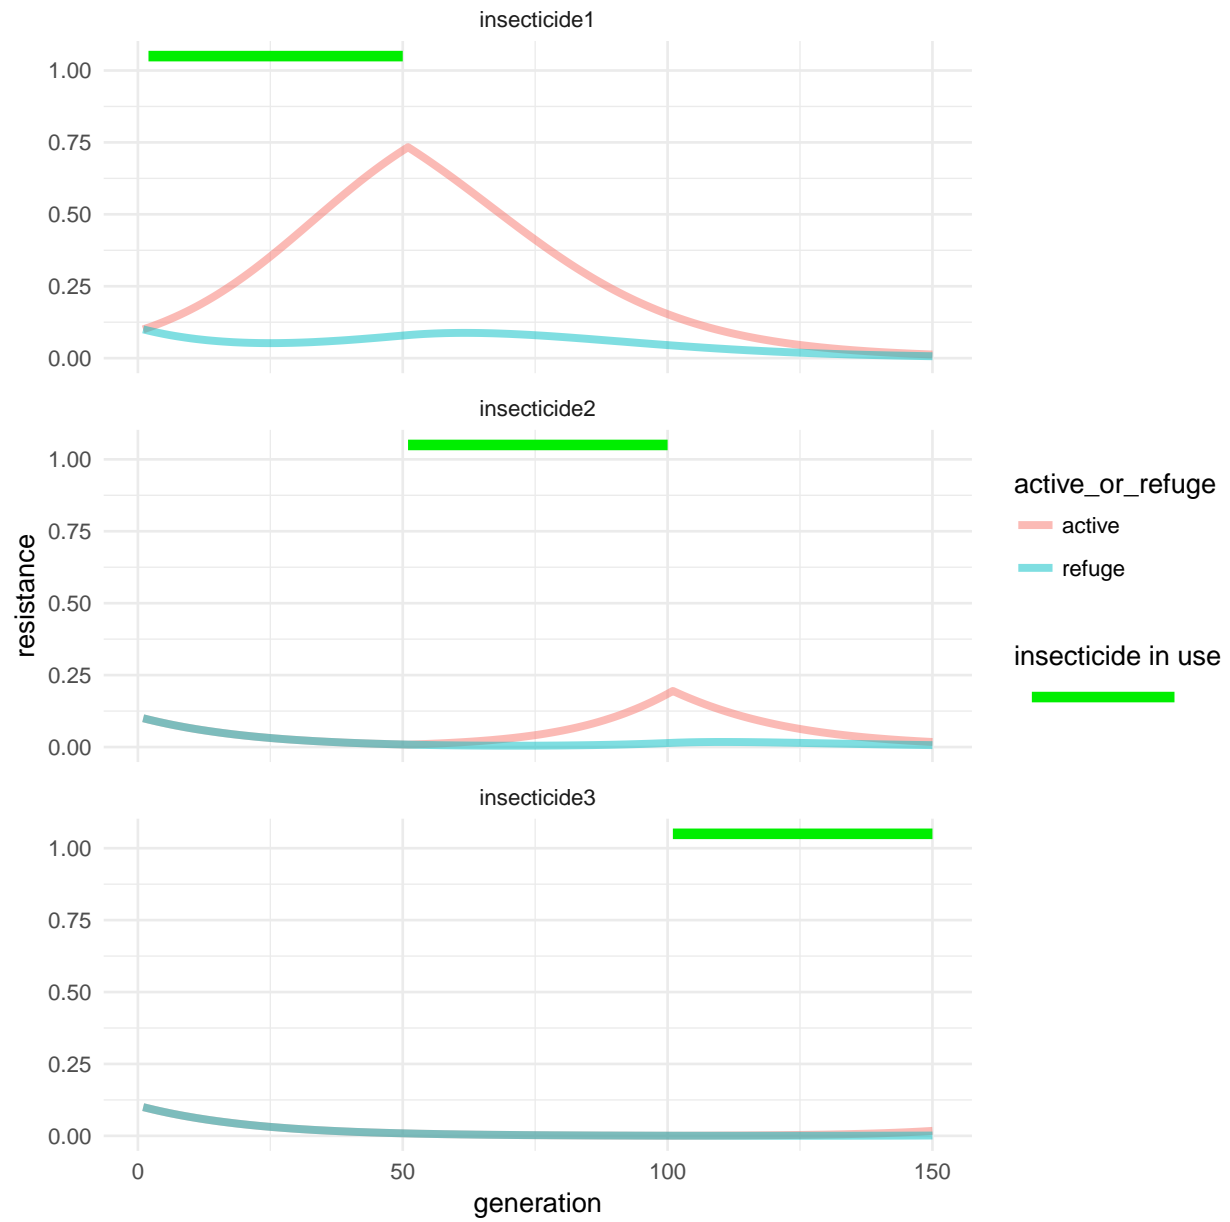 insecticide1
1.00
0.75
0.50
0.25
0.00
insecticide2
1.00
0.75
0.50
0.25
0.00
insecticide3
1.00
0.75
0.50
0.25
0.00
0 50 100 150
generation
resistance
active_or_refuge
active
refuge
insecticide in use